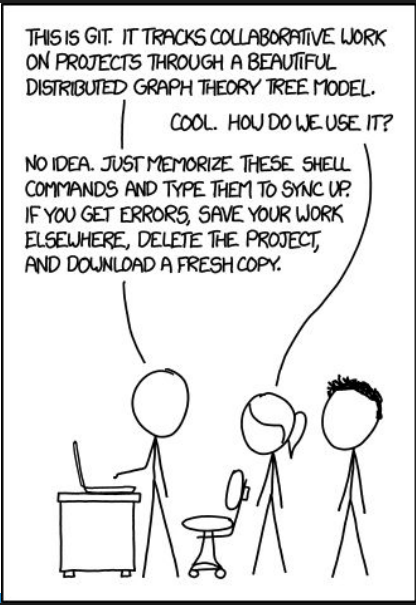 THIS IS GIT. IT TRACKS COLLABORATIVE WORK
ON PROJECTS THROUGH A BEAUTIFUL
DISTRIBUTED GRAPH THEORY TREE MODEL.
COOL. HOW DO WE USE IT?
NO IDEA. JUST MEMORIZE THESE SHELL
COMMANDS AND TYPE THEM TO SYNC UP.
IF YOU GET ERRORS, SAVE YOUR WORK
ELSEWHERE, DELETE THE PROJECT,
AND DOWNLOAD A FRESH COPY.